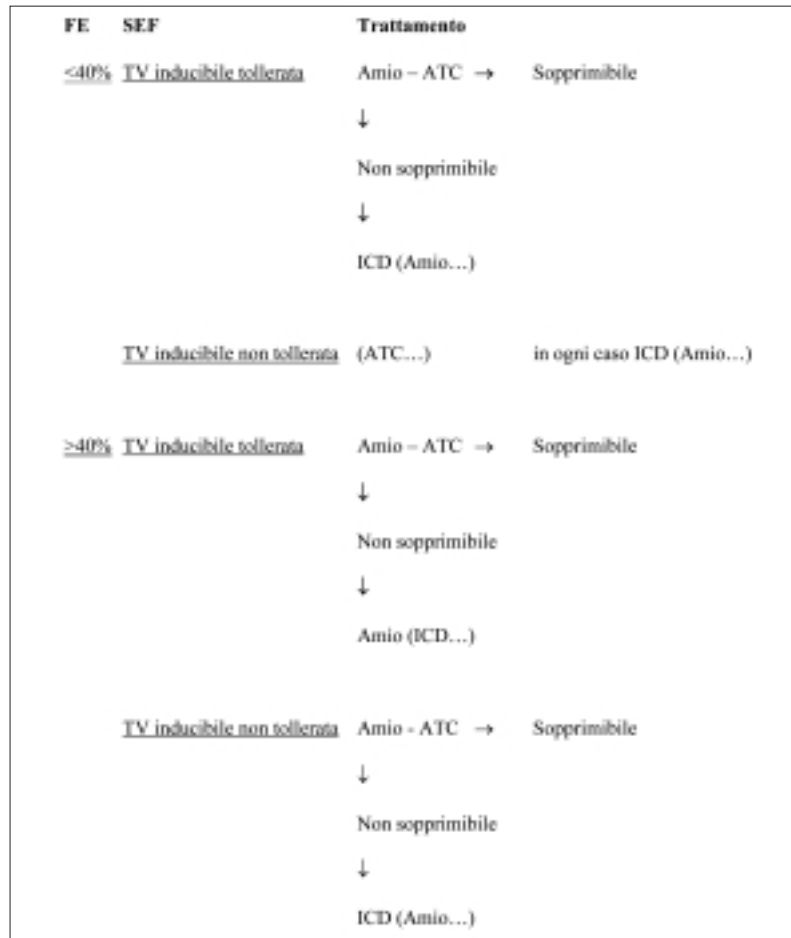 FE SEF Trattamento
<40% TV inducibile tollerata Amio – ATC → Sopprimibile
↓
Non sopprimibile
↓
ICD (Amio…)
TV inducibile non tollerata (ATC…) in ogni caso ICD (Amio…)
>40% TV inducibile tollerata Amio – ATC → Sopprimibile
↓
Non sopprimibile
↓
Amio (ICD…)
TV inducibile non tollerata Amio - ATC → Sopprimibile
↓
Non sopprimibile
↓
ICD (Amio…)